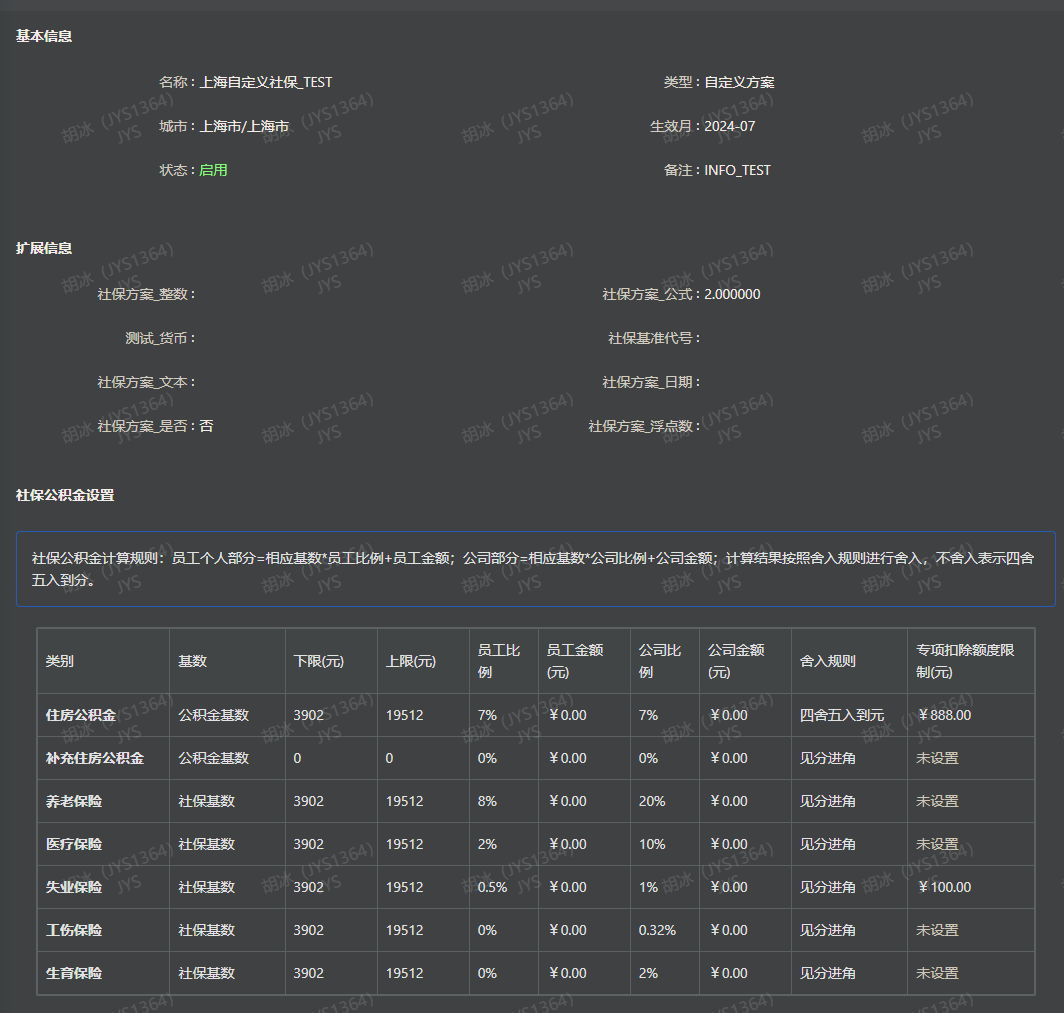 基本信息
名称 : 上海自定义社保_TEST 类型 : 自定义方案
城市 : 上海市/上海市 生效月 : 2024-07
状态 : 启用 备注 : INFO_TEST
扩展信息
社保方案_整数 : 社保方案_公式 : 2.000000
测试_货币 : 社保基准代号 :
社保方案_文本 : 社保方案_日期 :
社保方案_是否 : 否 社保方案_浮点数 :
社保公积金设置
社保公积金计算规则：员工个人部分=相应基数*员工比例+员工金额；公司部分=相应基数*公司比例+公司金额；计算结果按照舍入规则进行舍入，不舍入表示四舍
五入到分。
类别 基数 下限(元) 上限(元) 员工比例 员工金额(元) 公司比例 公司金额(元) 舍入规则 专项扣除额度限制(元)
住房公积金 公积金基数 3902 19512 7% ￥0.00 7% ￥0.00 四舍五入到元 ￥888.00
补充住房公积金 公积金基数 0 0 0% ￥0.00 0% ￥0.00 见分进角 未设置
养老保险 社保基数 3902 19512 8% ￥0.00 20% ￥0.00 见分进角 未设置
医疗保险 社保基数 3902 19512 2% ￥0.00 10% ￥0.00 见分进角 未设置
失业保险 社保基数 3902 19512 0.5% ￥0.00 1% ￥0.00 见分进角 ￥100.00
工伤保险 社保基数 3902 19512 0% ￥0.00 0.32% ￥0.00 见分进角 未设置
生育保险 社保基数 3902 19512 0% ￥0.00 2% ￥0.00 见分进角 未设置
胡冰（JYS1364）
JYS